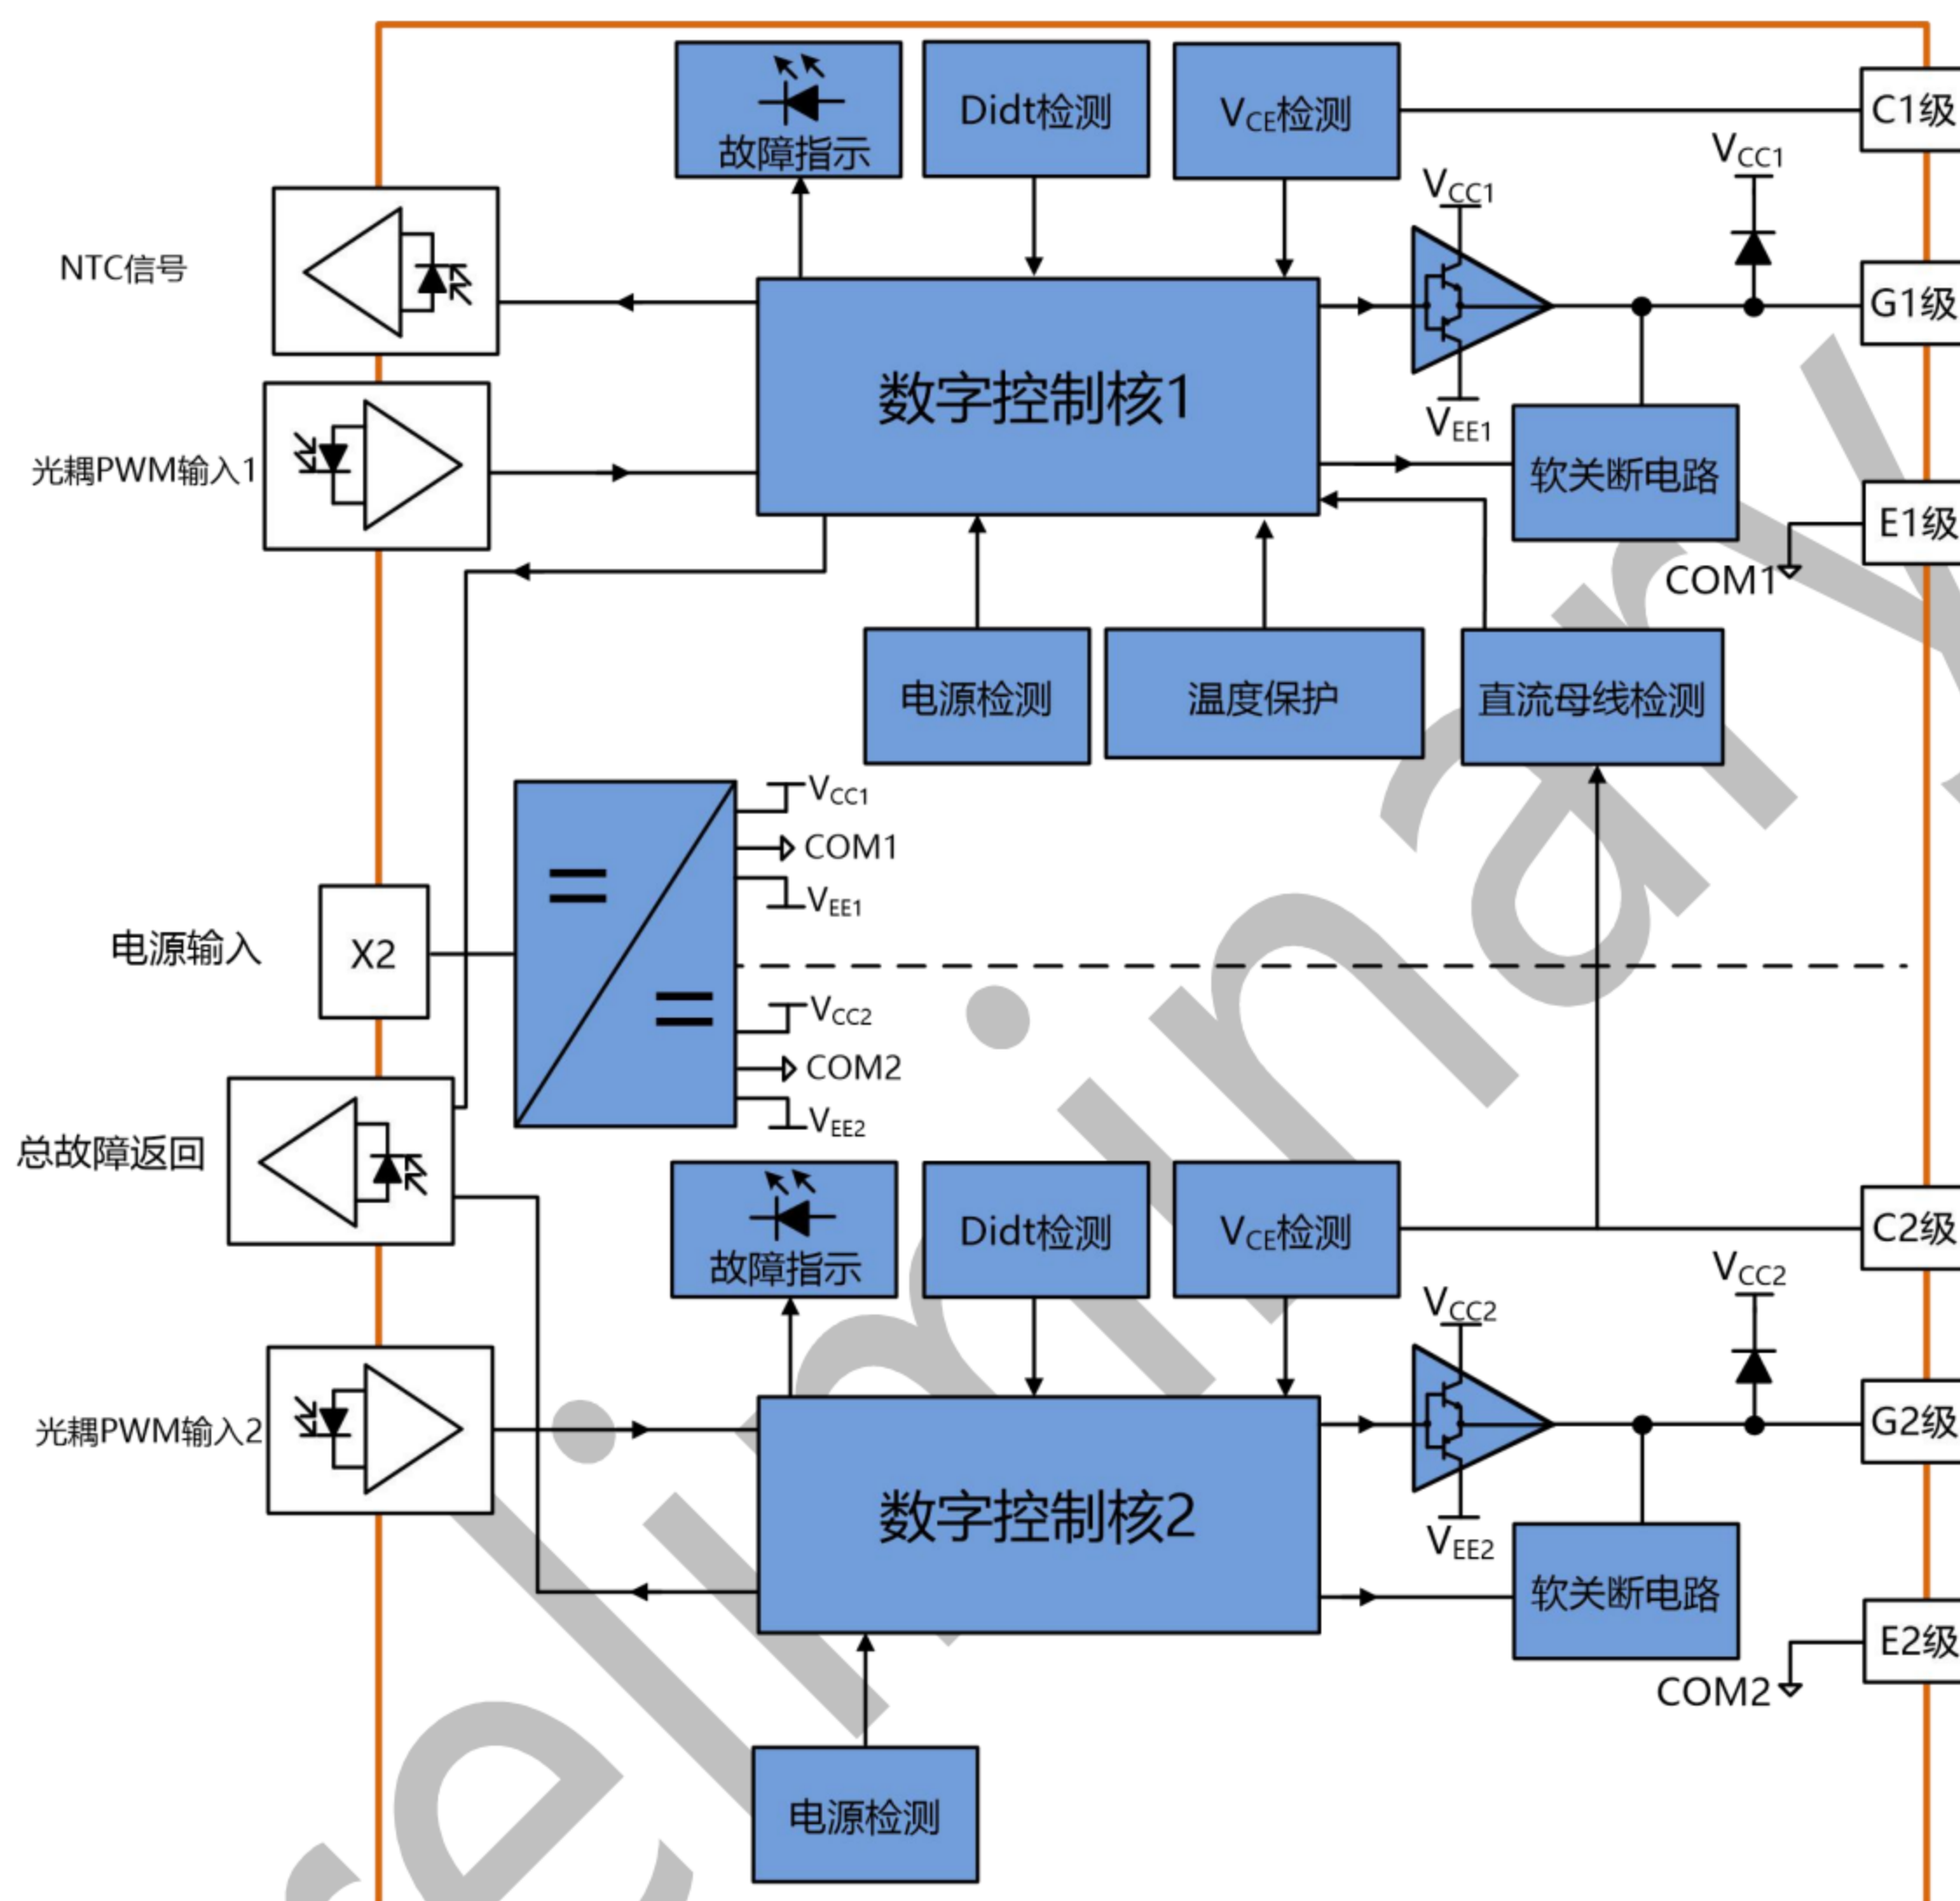 故障指示
Didt检测
VCE检测
C1级
VCC1
VCC1
NTC信号
G1级
数字控制核1
VEE1
光耦PWM输入1
软关断电路
E1级
COM1
电源检测
温度保护
直流母线检测
VCC1
COM1
VEE1
电源输入
X2
VCC2
COM2
VEE2
总故障返回
故障指示
Didt检测
VCE检测
C2级
VCC2
VCC2
光耦PWM输入2
G2级
数字控制核2
VEE2
软关断电路
E2级
COM2
电源检测